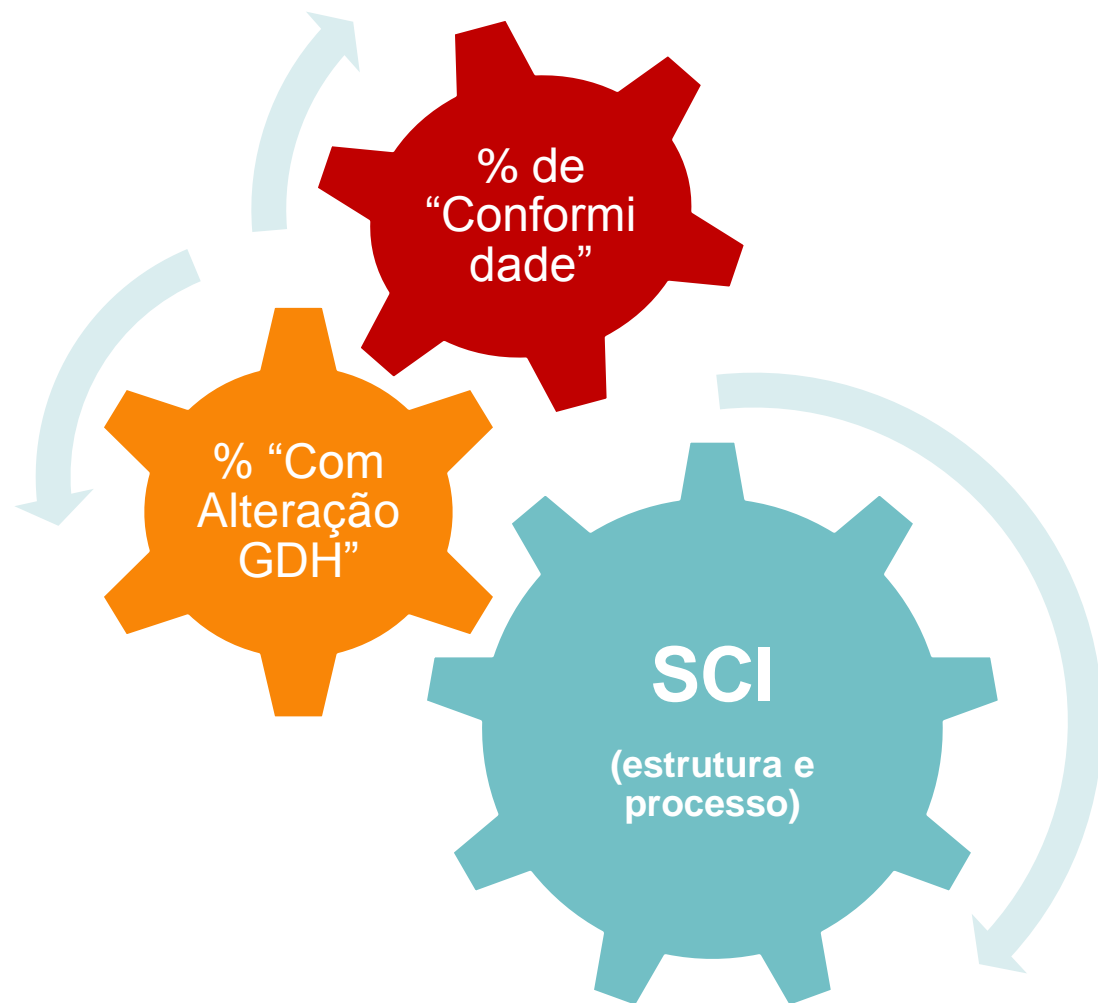 % de
“Conformi
dade”
% “Com
Alteração
GDH”
SCI
(estrutura e
processo)